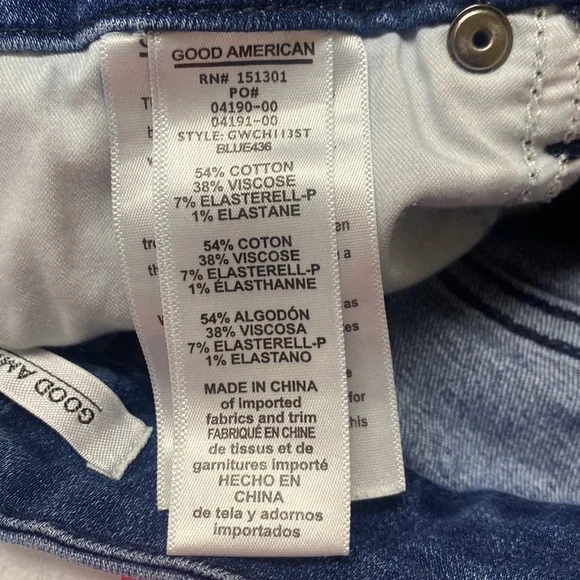 GOOD AMERICAN
RN# 151301
PO#
04190-00
04191-00
STYLE: GWCH113ST
BLUE436
54% COTTON
38% VISCOSE
7% ELASTERELL-P
1% ELASTANE
54% COTON
38% VISCOSE
7% ELASTERELL-P
1% ÉLASTHANNE
54% ALGODÓN
38% VISCOSA
7% ELASTERELL-P
1% ELASTANO
MADE IN CHINA
of imported
fabrics and trim
FABRIQUÉ EN CHINE
de tissus et de
garnitures importé
HECHO EN
CHINA
de tela y adornos
importados
GOOD AM